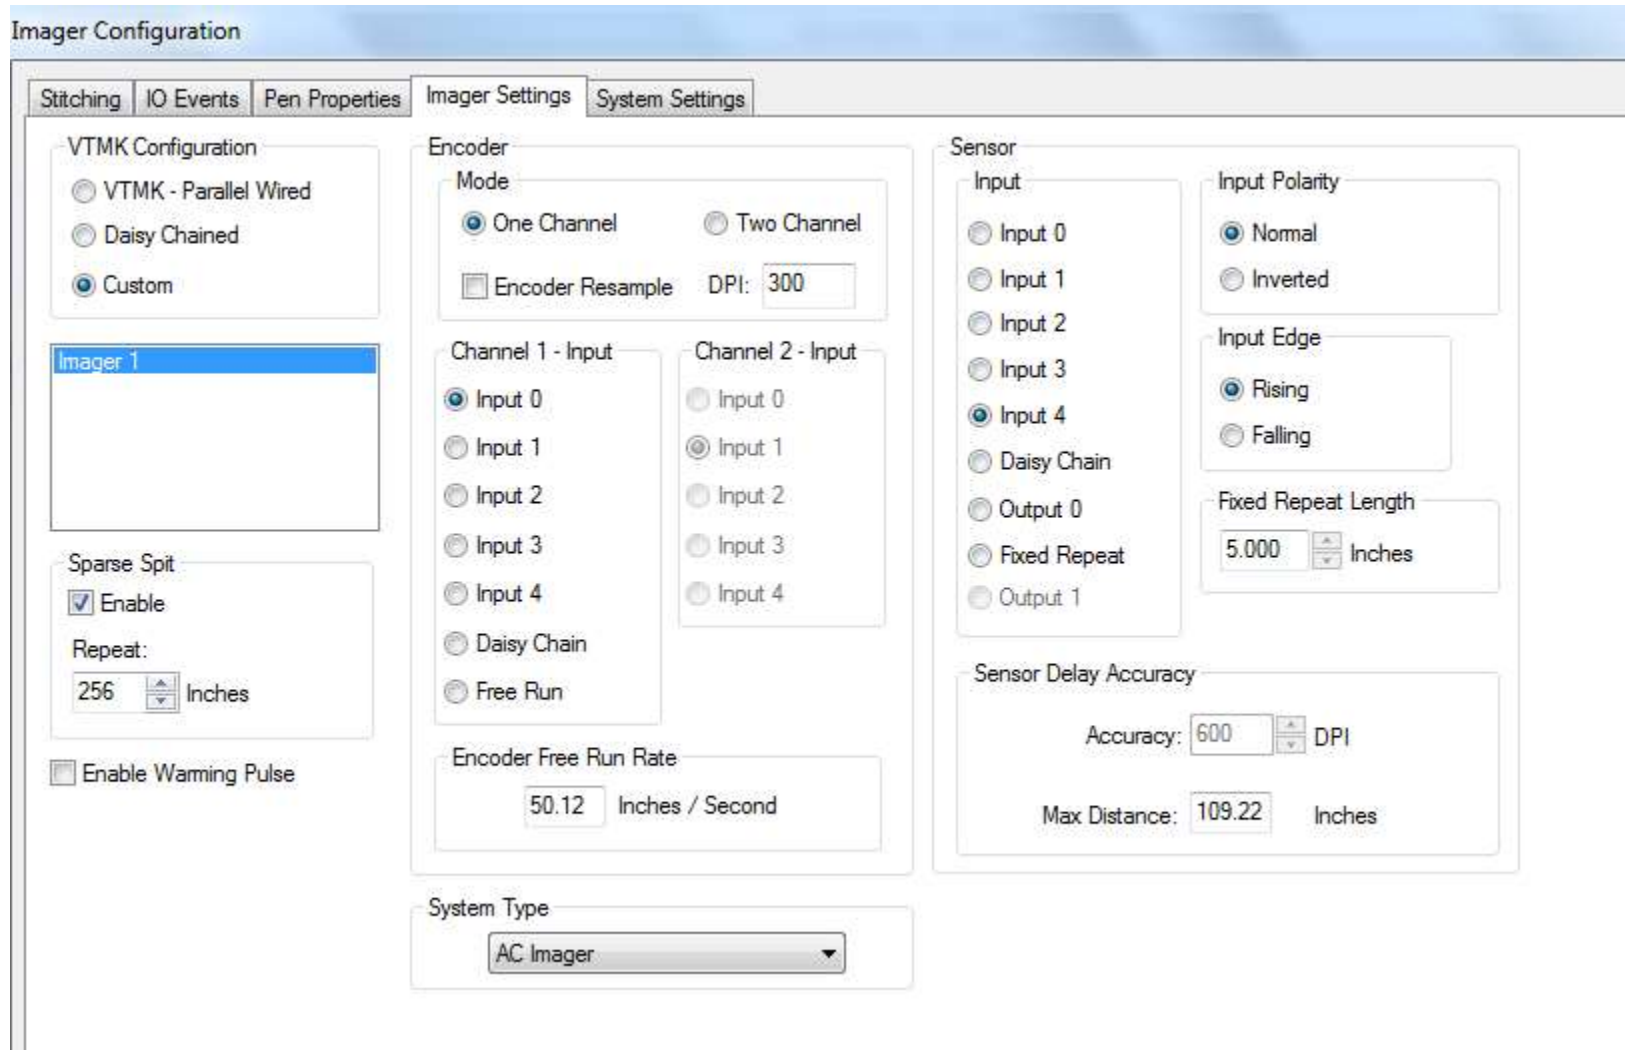 Imager Configuration
Stitching IO Events Pen Properties Imager Settings System Settings
VTMK Configuration
VTMK - Parallel Wired
Daisy Chained
Custom
Imager 1
Sparse Spit
Enable
Repeat:
256 Inches
Enable Warning Pulse
Encoder
Mode
One Channel Two Channel
Encoder Resample DPI: 300
Channel 1 - Input
Input 0
Input 1
Input 2
Input 3
Input 4
Daisy Chain
Free Run
Channel 2 - Input
Input 0
Input 1
Input 2
Input 3
Input 4
Encoder Free Run Rate
50.12 Inches / Second
System Type
AC Imager
Sensor
Input
Input 0
Input 1
Input 2
Input 3
Input 4
Daisy Chain
Output 0
Fixed Repeat
Output 1
Input Polarity
Normal
Inverted
Input Edge
Rising
Falling
Fixed Repeat Length
5.000 Inches
Sensor Delay Accuracy
Accuracy: 600 DPI
Max Distance: 109.22 Inches